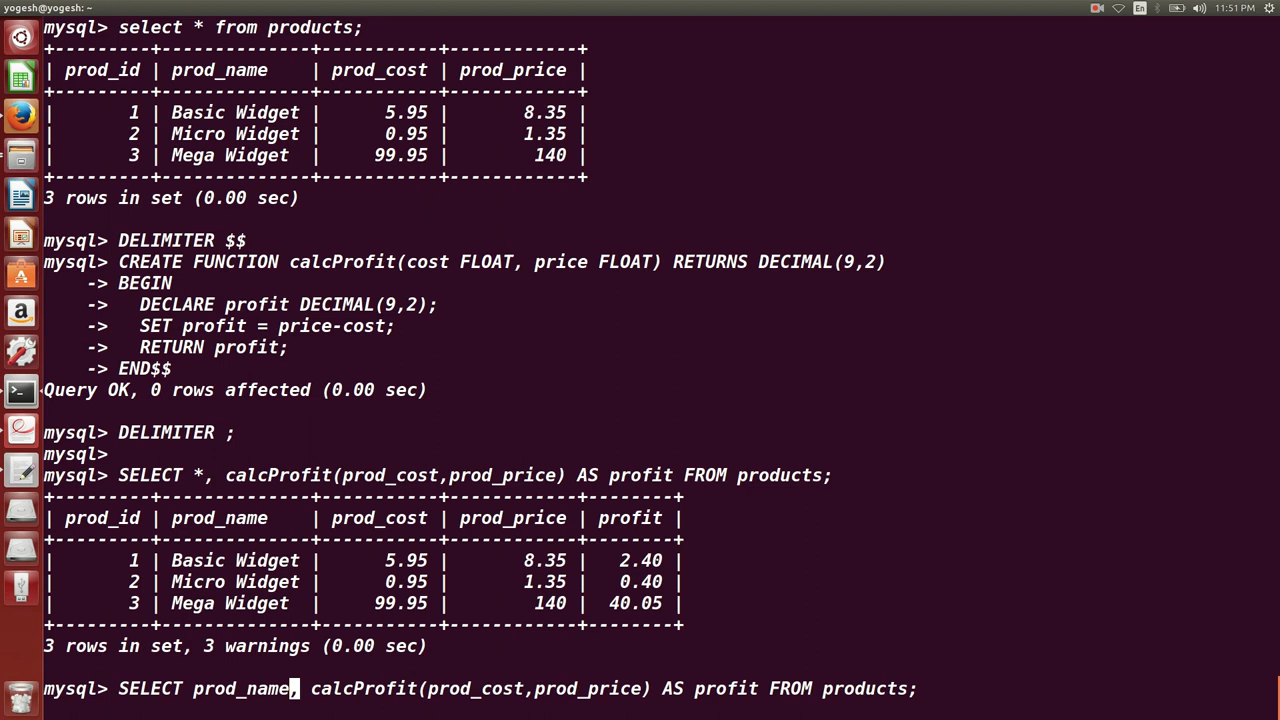 yogesh@yogesh: ~
En
11:51 PM
mysql> select * from products;
+---------+--------------+-----------+------------+
| prod_id | prod_name    | prod_cost | prod_price |
+---------+--------------+-----------+------------+
|       1 | Basic Widget |      5.95 |       8.35 |
|       2 | Micro Widget |      0.95 |       1.35 |
|       3 | Mega Widget  |     99.95 |        140 |
+---------+--------------+-----------+------------+
3 rows in set (0.00 sec)
mysql> DELIMITER $$
mysql> CREATE FUNCTION calcProfit(cost FLOAT, price FLOAT) RETURNS DECIMAL(9,2)
    -> BEGIN
    ->   DECLARE profit DECIMAL(9,2);
    ->   SET profit = price-cost;
    ->   RETURN profit;
    -> END$$
Query OK, 0 rows affected (0.00 sec)
mysql> DELIMITER ;
mysql>
mysql> SELECT *, calcProfit(prod_cost,prod_price) AS profit FROM products;
+---------+--------------+-----------+------------+--------+
| prod_id | prod_name    | prod_cost | prod_price | profit |
+---------+--------------+-----------+------------+--------+
|       1 | Basic Widget |      5.95 |       8.35 |   2.40 |
|       2 | Micro Widget |      0.95 |       1.35 |   0.40 |
|       3 | Mega Widget  |     99.95 |        140 |  40.05 |
+---------+--------------+-----------+------------+--------+
3 rows in set, 3 warnings (0.00 sec)
mysql> SELECT prod_name, calcProfit(prod_cost,prod_price) AS profit FROM products;